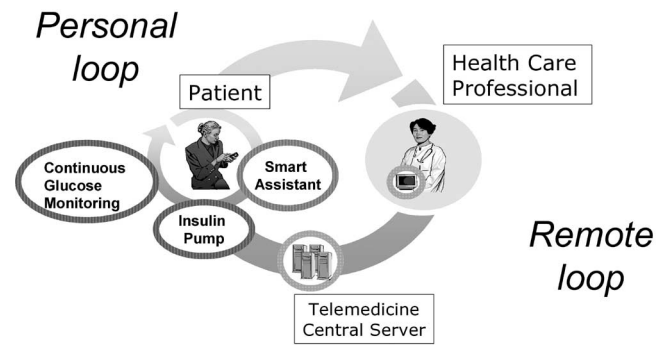 Personal
loop
Patient
Health Care
Professional
Continuous
Glucose
Monitoring
Smart
Assistant
Insulin
Pump
Remote
loop
Telemedicine
Central Server